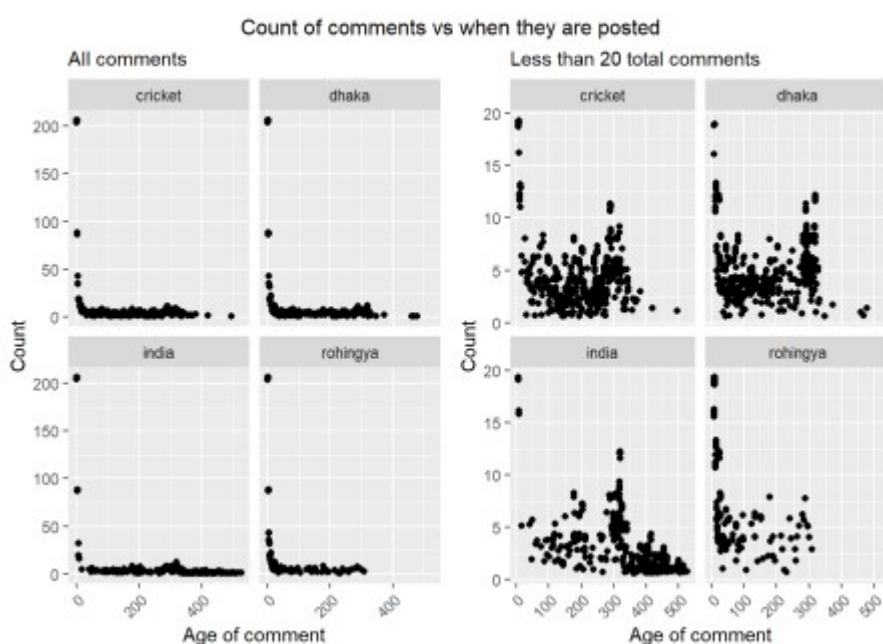 Count of comments vs when they are posted
All comments
Less than 20 total comments
cricket
dhaka
cricket
dhaka
200
150
100
50
0
20
15
10
5
0
Count
Count
india
rohingya
india
rohingya
200
150
100
50
0
20
15
10
5
0
0 200 400
0 200 400
0 100 200 300 400 500
0 100 200 300 400 500
Age of comment
Age of comment